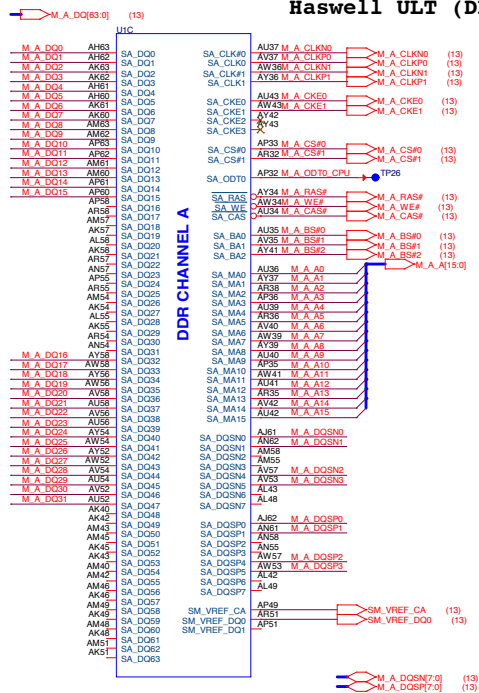 Haswell ULT (D
M_A_DQ[63:0] (13)
U1C
DDR CHANNEL A
M_A_DQ0 AH63 SA_DQ0
M_A_DQ1 AH62 SA_DQ1
M_A_DQ2 AK63 SA_DQ2
M_A_DQ3 AK62 SA_DQ3
M_A_DQ4 AH61 SA_DQ4
M_A_DQ5 AH60 SA_DQ5
M_A_DQ6 AK61 SA_DQ6
M_A_DQ7 AK60 SA_DQ7
M_A_DQ8 AM63 SA_DQ8
M_A_DQ9 AM62 SA_DQ9
M_A_DQ10 AP63 SA_DQ10
M_A_DQ11 AP62 SA_DQ11
M_A_DQ12 AM61 SA_DQ12
M_A_DQ13 AM60 SA_DQ13
M_A_DQ14 AP61 SA_DQ14
M_A_DQ15 AP60 SA_DQ15
AP58 SA_DQ16
AR58 SA_DQ17
AM57 SA_DQ18
AK57 SA_DQ19
AL58 SA_DQ20
AK58 SA_DQ21
AR57 SA_DQ22
AN57 SA_DQ23
AP55 SA_DQ24
AR55 SA_DQ25
AM54 SA_DQ26
AK54 SA_DQ27
AL55 SA_DQ28
AK55 SA_DQ29
AR54 SA_DQ30
AN54 SA_DQ31
M_A_DQ16 AY58 SA_DQ32
M_A_DQ17 AW58 SA_DQ33
M_A_DQ18 AY56 SA_DQ34
M_A_DQ19 AW56 SA_DQ35
M_A_DQ20 AV58 SA_DQ36
M_A_DQ21 AU58 SA_DQ37
M_A_DQ22 AV56 SA_DQ38
M_A_DQ23 AU56 SA_DQ39
M_A_DQ24 AY54 SA_DQ40
M_A_DQ25 AW54 SA_DQ41
M_A_DQ26 AY52 SA_DQ42
M_A_DQ27 AW52 SA_DQ43
M_A_DQ28 AV54 SA_DQ44
M_A_DQ29 AU54 SA_DQ45
M_A_DQ30 AV52 SA_DQ46
M_A_DQ31 AU52 SA_DQ47
AK40 SA_DQ48
AK42 SA_DQ49
AM43 SA_DQ50
AM45 SA_DQ51
AK45 SA_DQ52
AK43 SA_DQ53
AM40 SA_DQ54
AM42 SA_DQ55
AM46 SA_DQ56
AK46 SA_DQ57
AM49 SA_DQ58
AK49 SA_DQ59
AM48 SA_DQ60
AK48 SA_DQ61
AM51 SA_DQ62
AK51 SA_DQ63
SA_CLK#0 AU37 M_A_CLKN0 M_A_CLKN0 (13)
SA_CLK0 AV37 M_A_CLKP0 M_A_CLKP0 (13)
SA_CLK#1 AW36 M_A_CLKN1 M_A_CLKN1 (13)
SA_CLK1 AY36 M_A_CLKP1 M_A_CLKP1 (13)
SA_CKE0 AU43 M_A_CKE0 M_A_CKE0 (13)
SA_CKE1 AW43 M_A_CKE1 M_A_CKE1 (13)
SA_CKE2 AY42
SA_CKE3 AY43
SA_CS#0 AP33 M_A_CS#0 M_A_CS#0 (13)
SA_CS#1 AR32 M_A_CS#1 M_A_CS#1 (13)
SA_ODT0 AP32 M_A_ODT0_CPU TP26
SA_RAS AY34 M_A_RAS# M_A_RAS# (13)
SA_WE AW34 M_A_WE# M_A_WE# (13)
SA_CAS AU34 M_A_CAS# M_A_CAS# (13)
SA_BA0 AU35 M_A_BS#0 M_A_BS#0 (13)
SA_BA1 AV35 M_A_BS#1 M_A_BS#1 (13)
SA_BA2 AY41 M_A_BS#2 M_A_BS#2 (13)
M_A_A[15:0] (13)
SA_MA0 AU36 M_A_A0
SA_MA1 AY37 M_A_A1
SA_MA2 AR38 M_A_A2
SA_MA3 AP36 M_A_A3
SA_MA4 AU39 M_A_A4
SA_MA5 AR36 M_A_A5
SA_MA6 AV40 M_A_A6
SA_MA7 AW39 M_A_A7
SA_MA8 AY39 M_A_A8
SA_MA9 AU40 M_A_A9
SA_MA10 AP35 M_A_A10
SA_MA11 AW41 M_A_A11
SA_MA12 AU41 M_A_A12
SA_MA13 AR35 M_A_A13
SA_MA14 AV42 M_A_A14
SA_MA15 AU42 M_A_A15
SA_DQSN0 AJ61 M_A_DQSN0
SA_DQSN1 AN62 M_A_DQSN1
SA_DQSN2 AM58
SA_DQSN3 AM55
SA_DQSN4 AV57 M_A_DQSN2
SA_DQSN5 AV53 M_A_DQSN3
SA_DQSN6 AL43
SA_DQSN7 AL48
SA_DQSP0 AJ62 M_A_DQSP0
SA_DQSP1 AN61 M_A_DQSP1
SA_DQSP2 AN58
SA_DQSP3 AN55
SA_DQSP4 AW57 M_A_DQSP2
SA_DQSP5 AW53 M_A_DQSP3
SA_DQSP6 AL42
SA_DQSP7 AL49
SM_VREF_CA AP49 SM_VREF_CA (13)
SM_VREF_DQ0 AR51 SM_VREF_DQ0 (13)
SM_VREF_DQ1 AP51
M_A_DQSN[7:0] (13)
M_A_DQSP[7:0] (13)